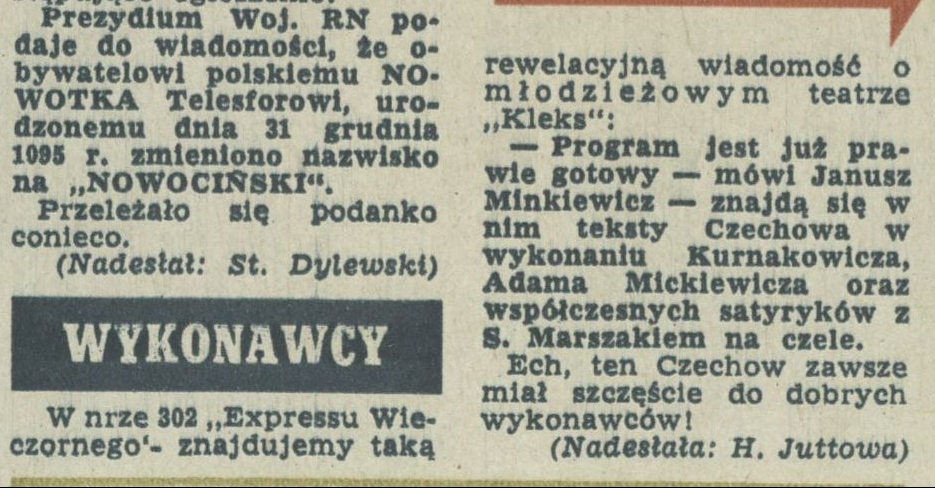 Prezydium Woj. RN po-
daje do wiadomości, że o-
bywatelowi polskiemu NO-
WOTKA Telesforowi, uro-
dzonemu dnia 31 grudnia
1095 r. zmieniono nazwisko
na „NOWOCIŃSKI“.
Przeleżało się podanko
conieco.
(Nadesłał: St. Dylewski)
WYKONAWCY
W nrze 302 „Expressu Wie-
czornego‘- znajdujemy taką
rewelacyjną wiadomość o
młodzieżowym teatrze
„Kleks“:
— Program jest już pra-
wie gotowy — mówi Janusz
Minkiewicz — znajdą się w
nim teksty Czechowa w
wykonaniu Kurnakowicza,
Adama Mickiewicza oraz
współczesnych satyryków z
S. Marszakiem na czele.
Ech, ten Czechow zawsze
miał szczęście do dobrych
wykonawców!
(Nadestała: H. Juttowa)